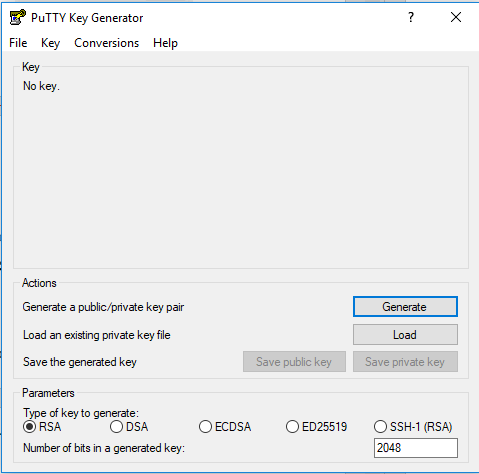 PuTTY Key Generator ?
File Key Conversions Help
Key
No key.
Actions
Generate a public/private key pair Generate
Load an existing private key file Load
Save the generated key Save public key Save private key
Parameters
Type of key to generate:
RSA DSA ECDSA ED25519 SSH-1 (RSA)
Number of bits in a generated key: 2048